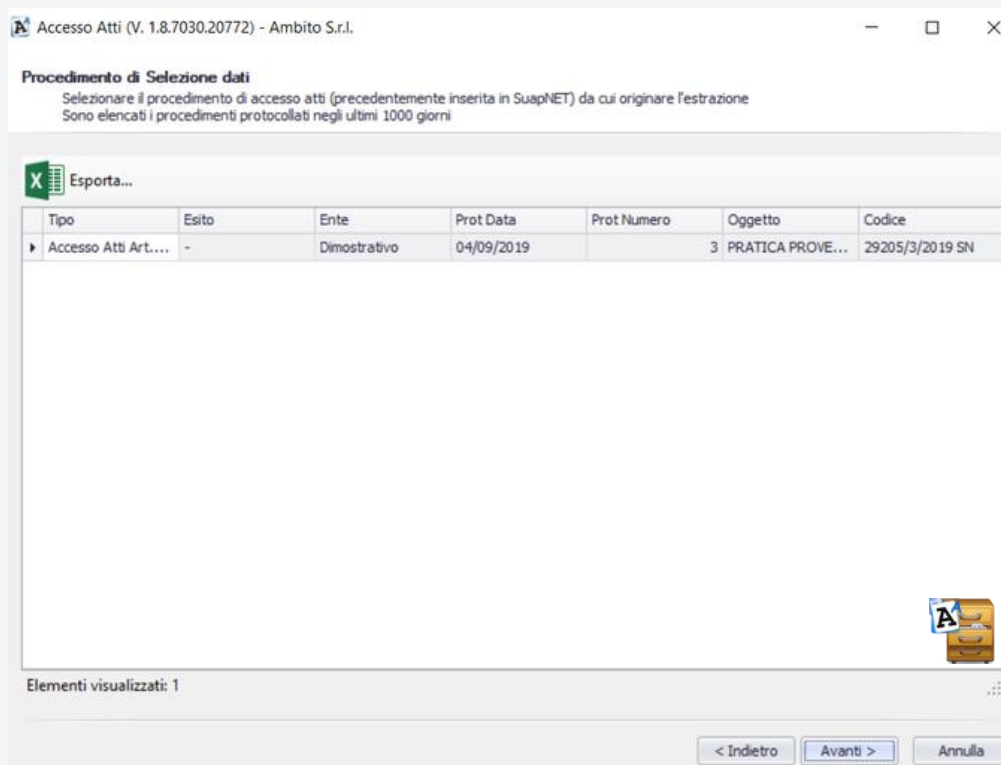 Accesso Atti (V. 1.8.7030.20772) - Ambito S.r.l.
Procedimento di Selezione dati
Selezionare il procedimento di accesso atti (precedentemente inserita in SuapNET) da cui originare l'estrazione
Sono elencati i procedimenti protocollati negli ultimi 1000 giorni
Esporta...
Tipo Esito Ente Prot Data Prot Numero Oggetto Codice
Accesso Atti Art.... - Dimostrativo 04/09/2019 3 PRATICA PROVE... 29205/3/2019 SN
Elementi visualizzati: 1
< Indietro Avanti > Annulla